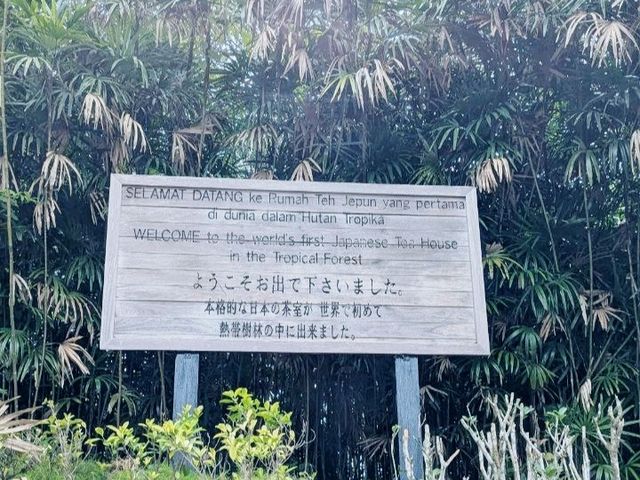 SELAMAT DATANG ke Rumah Teh Jepun yang pertama
di dunia dalam Hutan Tropika
WELCOME to the world's first Japanese Tea House
in the Tropical Forest
ようこそお出で下さいました。
本格的な日本の茶室が 世界で初めて
熱帯樹林の中に出来ました。